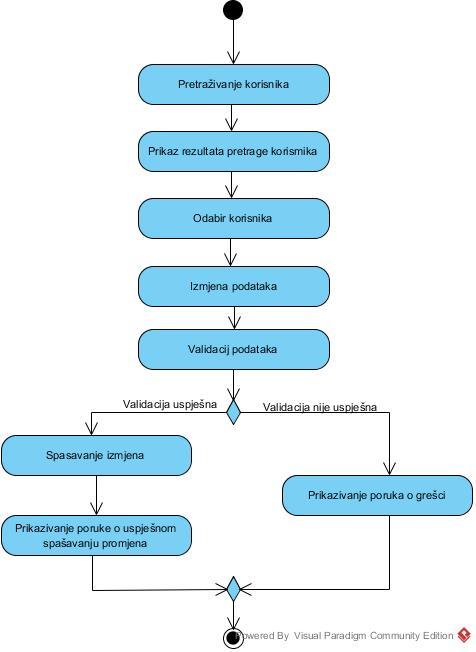 Pretraživanje korisnika
Prikaz rezultata pretrage korismika
Odabir korisnika
Izmjena podataka
Validacij podataka
Validacija uspješna
Validacija nije uspješna
Spasavanje izmjena
Prikazivanje poruka o grešci
Prikazivanje poruke o uspješnom
spašavanju promjena
Powered By Visual Paradigm Community Edition